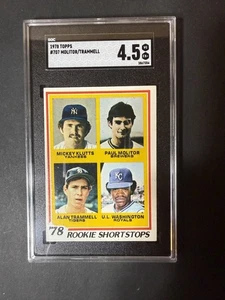 1978 TOPPS
#707 MOLITOR/TRAMMELL
4.5
MICKEY KLUTTS
YANKEES
PAUL MOLITOR
BREWERS
ALAN TRAMMELL
TIGERS
U.L. WASHINGTON
ROYALS
'78 ROOKIE SHORTSTOPS